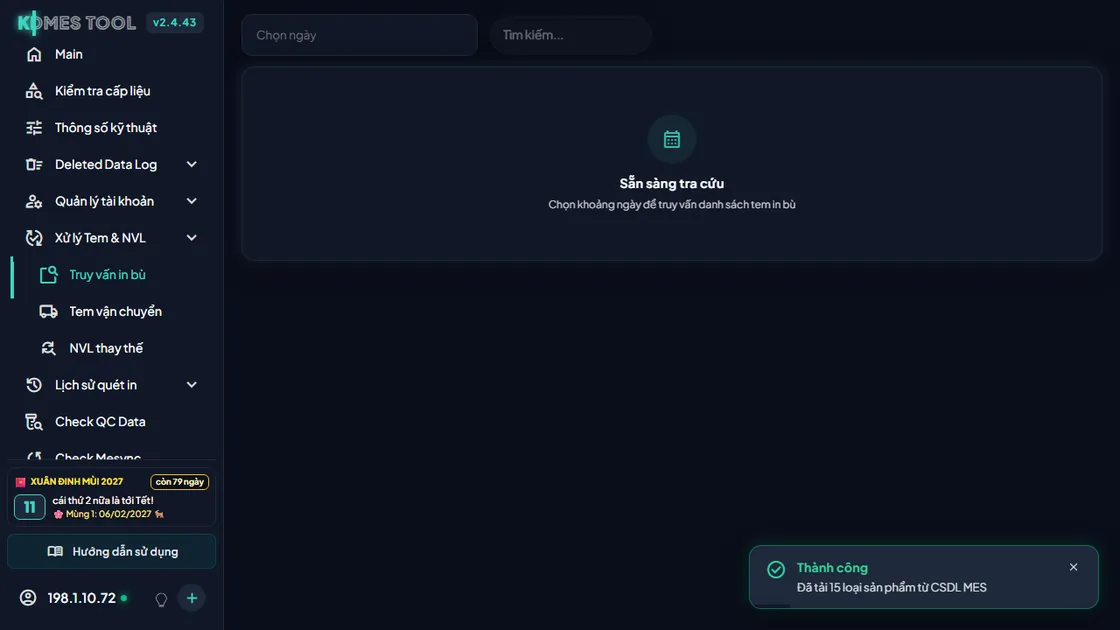 KDMES TOOL v2.4.43
Main
Kiểm tra cấp liệu
Thông số kỹ thuật
Deleted Data Log
Quản lý tài khoản
Xử lý Tem & NVL
Truy vấn in bù
Tem vận chuyển
NVL thay thế
Lịch sử quét in
Check QC Data
Check Mesync
XUÂN ĐINH MÙI 2027 còn 79 ngày
11 cái thứ 2 nữa là tới Tết!
Mùng 1: 06/02/2027
Hướng dẫn sử dụng
198.1.10.72
Chọn ngày
Tìm kiếm...
Sẵn sàng tra cứu
Chọn khoảng ngày để truy vấn danh sách tem in bù
Thành công
Đã tải 15 loại sản phẩm từ CSDL MES